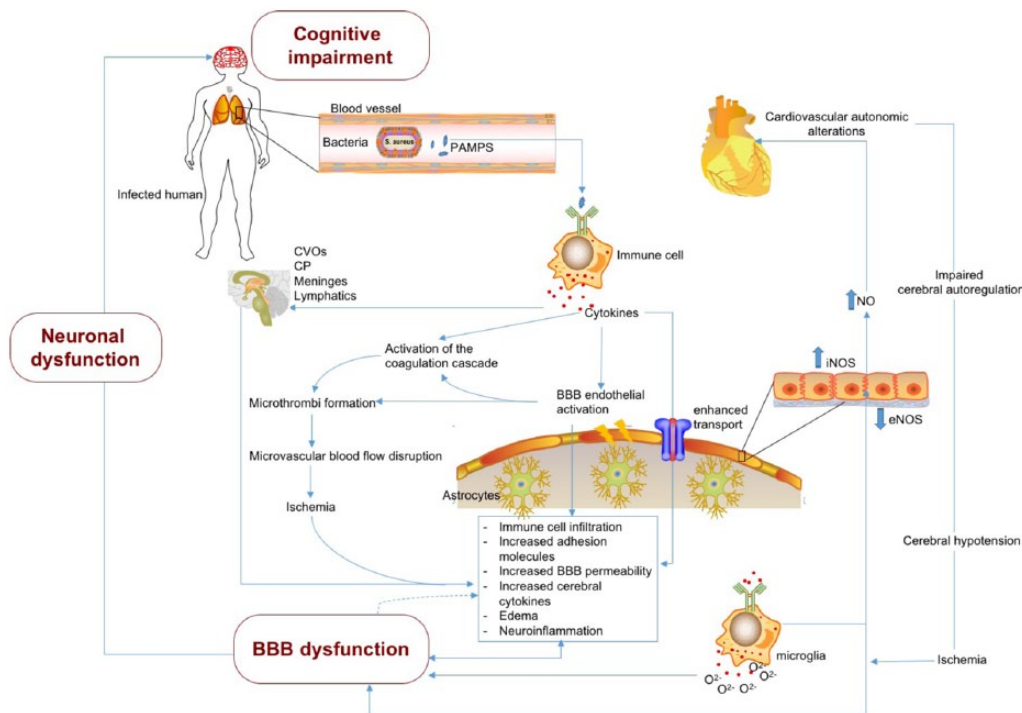 Cognitive
impairment
Blood vessel
Bacteria
S. aureus
PAMPS
Infected human
Cardiovascular autonomic
alterations
Immune cell
CVOs
CP
Meninges
Lymphatics
Cytokines
Impaired
cerebral autoregulation
NO
Neuronal
dysfunction
Activation of the
coagulation cascade
iNOS
Microthrombi formation
BBB endothelial
activation
enhanced
transport
eNOS
Microvascular blood flow disruption
Astrocytes
Ischemia
- Immune cell infiltration
- Increased adhesion
molecules
- Increased BBB permeability
- Increased cerebral
cytokines
- Edema
- Neuroinflammation
Cerebral hypotension
BBB dysfunction
microglia
Ischemia
O2-
O2-
O2-
O2-
O2-